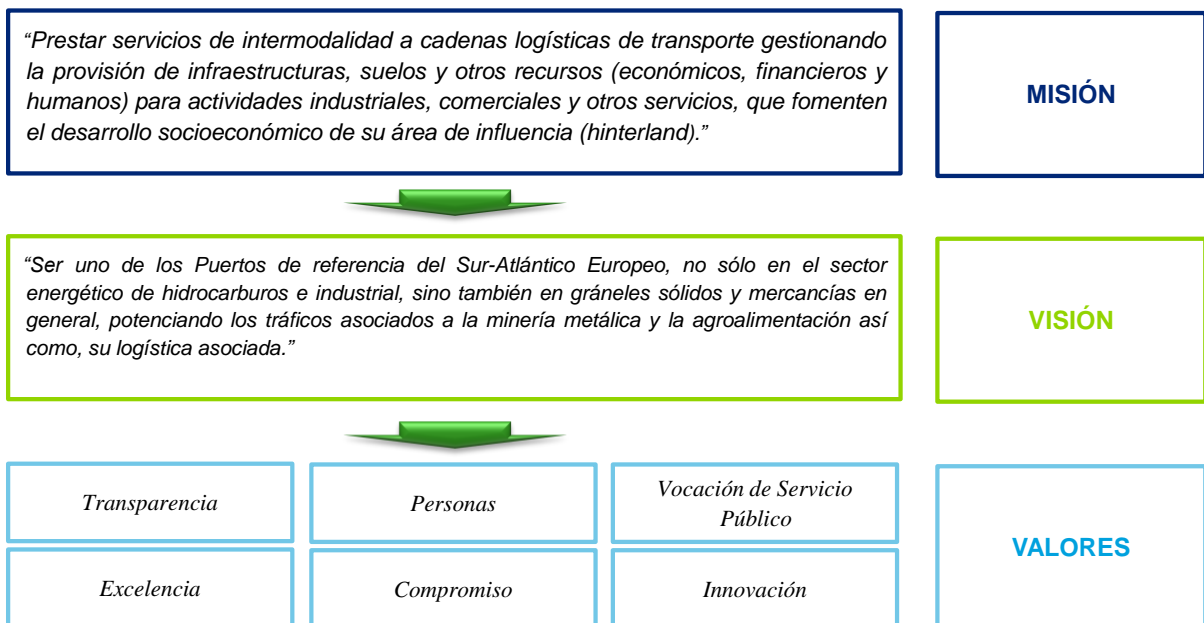 “Prestar servicios de intermodalidad a cadenas logísticas de transporte gestionando
la provisión de infraestructuras, suelos y otros recursos (económicos, financieros y
humanos) para actividades industriales, comerciales y otros servicios, que fomenten
el desarrollo socioeconómico de su área de influencia (hinterland).”
MISIÓN
“Ser uno de los Puertos de referencia del Sur-Atlántico Europeo, no sólo en el sector
energético de hidrocarburos e industrial, sino también en gráneles sólidos y mercancías en
general, potenciando los tráficos asociados a la minería metálica y la agroalimentación así
como, su logística asociada.”
VISIÓN
Transparencia
Personas
Vocación de Servicio
Público
Excelencia
Compromiso
Innovación
VALORES